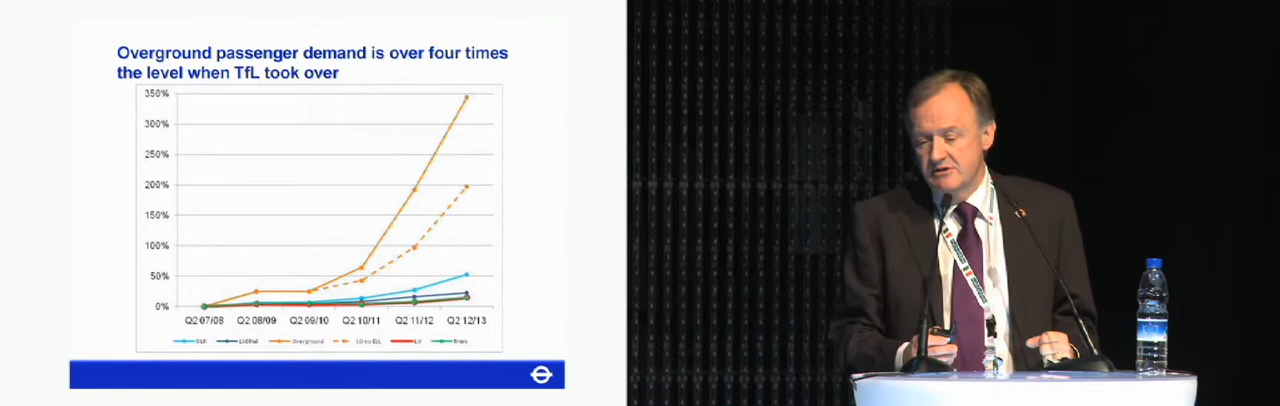 Overground passenger demand is over four times
the level when TfL took over
350%
300%
250%
200%
150%
100%
50%
0%
Q2 07/08 Q2 08/09 Q2 09/10 Q2 10/11 Q2 11/12 Q2 12/13
DLR Overground LU Tram